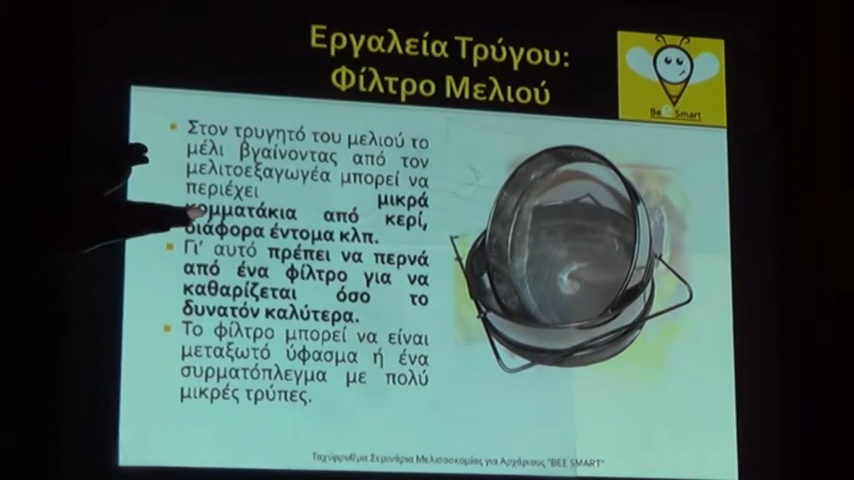 Εργαλεία Τρύγου:
Φίλτρο Μελιού
Bee Smart
Στον τρυγητό του μελιού το
μέλι βγαίνοντας από τον
μελιτοεξαγωγέα μπορεί να
περιέχει μικρά
κομματάκια από κερί,
διάφορα έντομα κλπ.
Γι' αυτό πρέπει να περνά
από ένα φίλτρο για να
καθαρίζεται όσο το
δυνατόν καλύτερα.
Το φίλτρο μπορεί να είναι
μεταξωτό ύφασμα ή ένα
συρματόπλεγμα με πολύ
μικρές τρύπες.
Ταχύρρυθμα Σεμινάρια Μελισσοκομίας για Αρχάριους "BEE SMART"